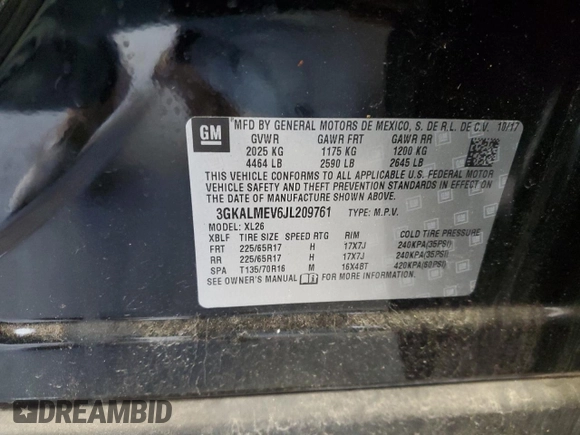 GM
MFD BY GENERAL MOTORS DE MEXICO, S. DE R.L. DE C.V. 10/17
GVWR GAWR FRT GAWR RR
2025 KG 1175 KG 1200 KG
4464 LB 2590 LB 2645 LB
THIS VEHICLE CONFORMS TO ALL APPLICABLE U.S. FEDERAL MOTOR
VEHICLE SAFETY AND THEFT PREVENTION STANDARDS IN EFFECT ON
THE DATE OF MANUFACTURE SHOWN ABOVE.
3GKALMEV6JL209761 TYPE: M.P.V.
MODEL: XL26
XBLF TIRE SIZE SPEED RTG RIM COLD TIRE PRESSURE
FRT 225/65R17 H 17X7J 240KPA(35PSI)
RR 225/65R17 H 17X7J 240KPA(35PSI)
SPA T135/70R16 M 16X4BT 420KPA(60PSI)
SEE OWNER'S MANUAL FOR MORE INFORMATION
DREAMBID